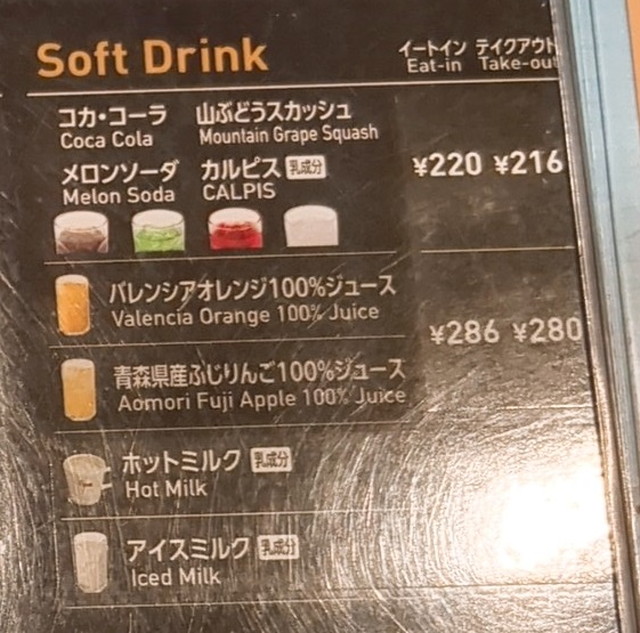 Soft Drink
イートイン テイクアウト
Eat-in Take-out
コカ・コーラ 山ぶどうスカッシュ
Coca Cola Mountain Grape Squash
メロンソーダ カルピス 乳成分
Melon Soda CALPIS
¥220 ¥216
バレンシアオレンジ100%ジュース
Valencia Orange 100% Juice
¥286 ¥280
青森県産ふじりんご100%ジュース
Aomori Fuji Apple 100% Juice
ホットミルク 乳成分
Hot Milk
アイスミルク 乳成分
Iced Milk